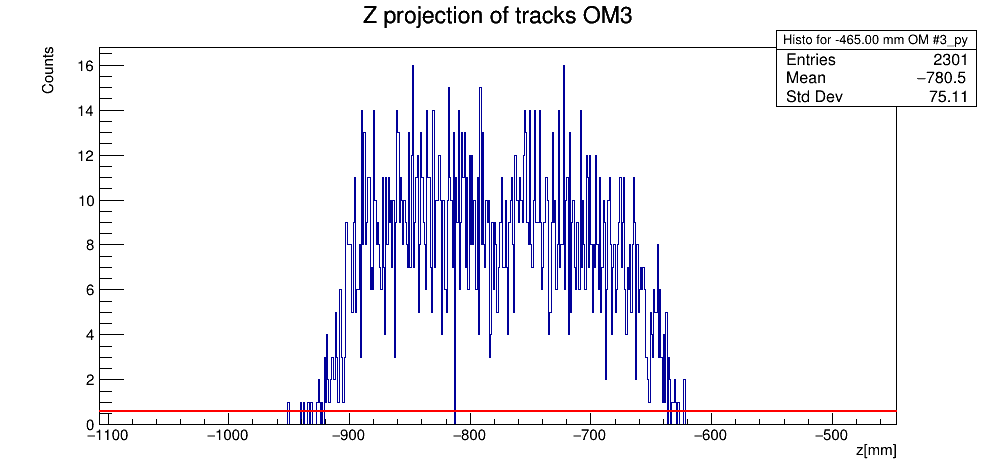 Z projection of tracks OM3
Histo for -465.00 mm OM #3_py
Entries 2301
Mean −780.5
Std Dev 75.11
Counts
16
14
12
10
8
6
4
2
0
−1100 −1000 −900 −800 −700 −600 −500
z[mm]